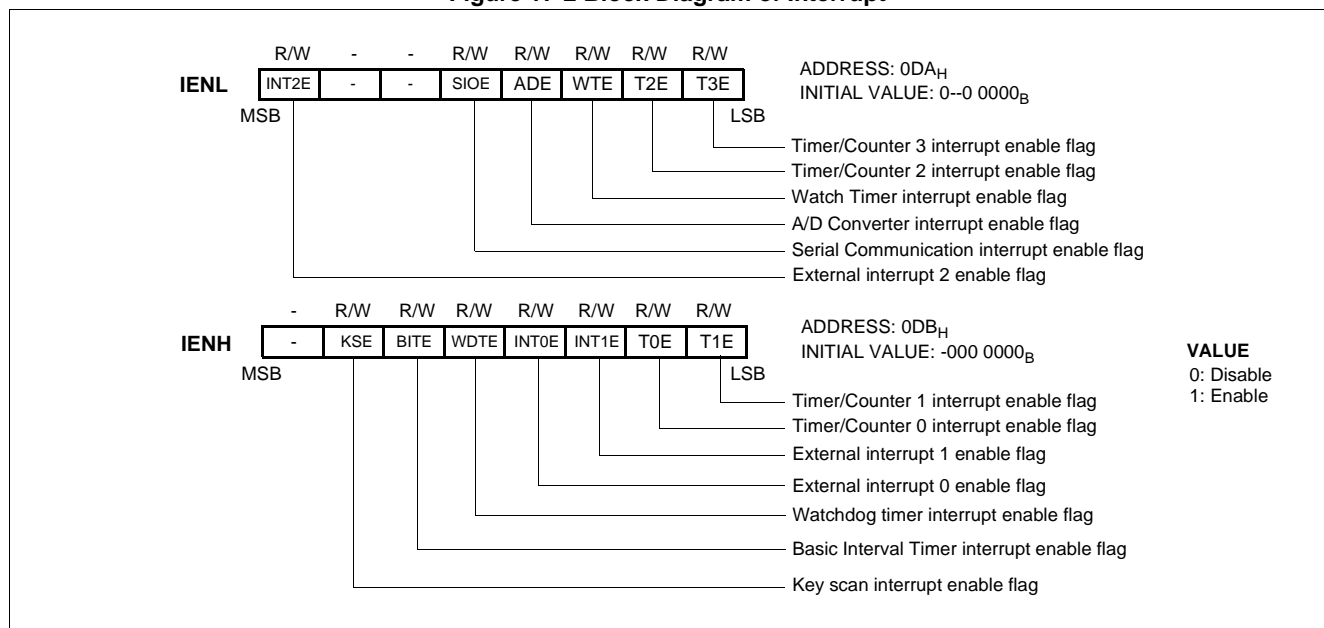 Figure 17-2 Block Diagram of Interrupt
R/W - - R/W R/W R/W R/W R/W
IENL INT2E - - SIOE ADE WTE T2E T3E
MSB LSB
ADDRESS: 0DAH
INITIAL VALUE: 0--0 0000B
Timer/Counter 3 interrupt enable flag
Timer/Counter 2 interrupt enable flag
Watch Timer interrupt enable flag
A/D Converter interrupt enable flag
Serial Communication interrupt enable flag
External interrupt 2 enable flag
- R/W R/W R/W R/W R/W R/W R/W
IENH - KSE BITE WDTE INT0E INT1E T0E T1E
MSB LSB
ADDRESS: 0DBH
INITIAL VALUE: -000 0000B
VALUE
0: Disable
1: Enable
Timer/Counter 1 interrupt enable flag
Timer/Counter 0 interrupt enable flag
External interrupt 1 enable flag
External interrupt 0 enable flag
Watchdog timer interrupt enable flag
Basic Interval Timer interrupt enable flag
Key scan interrupt enable flag